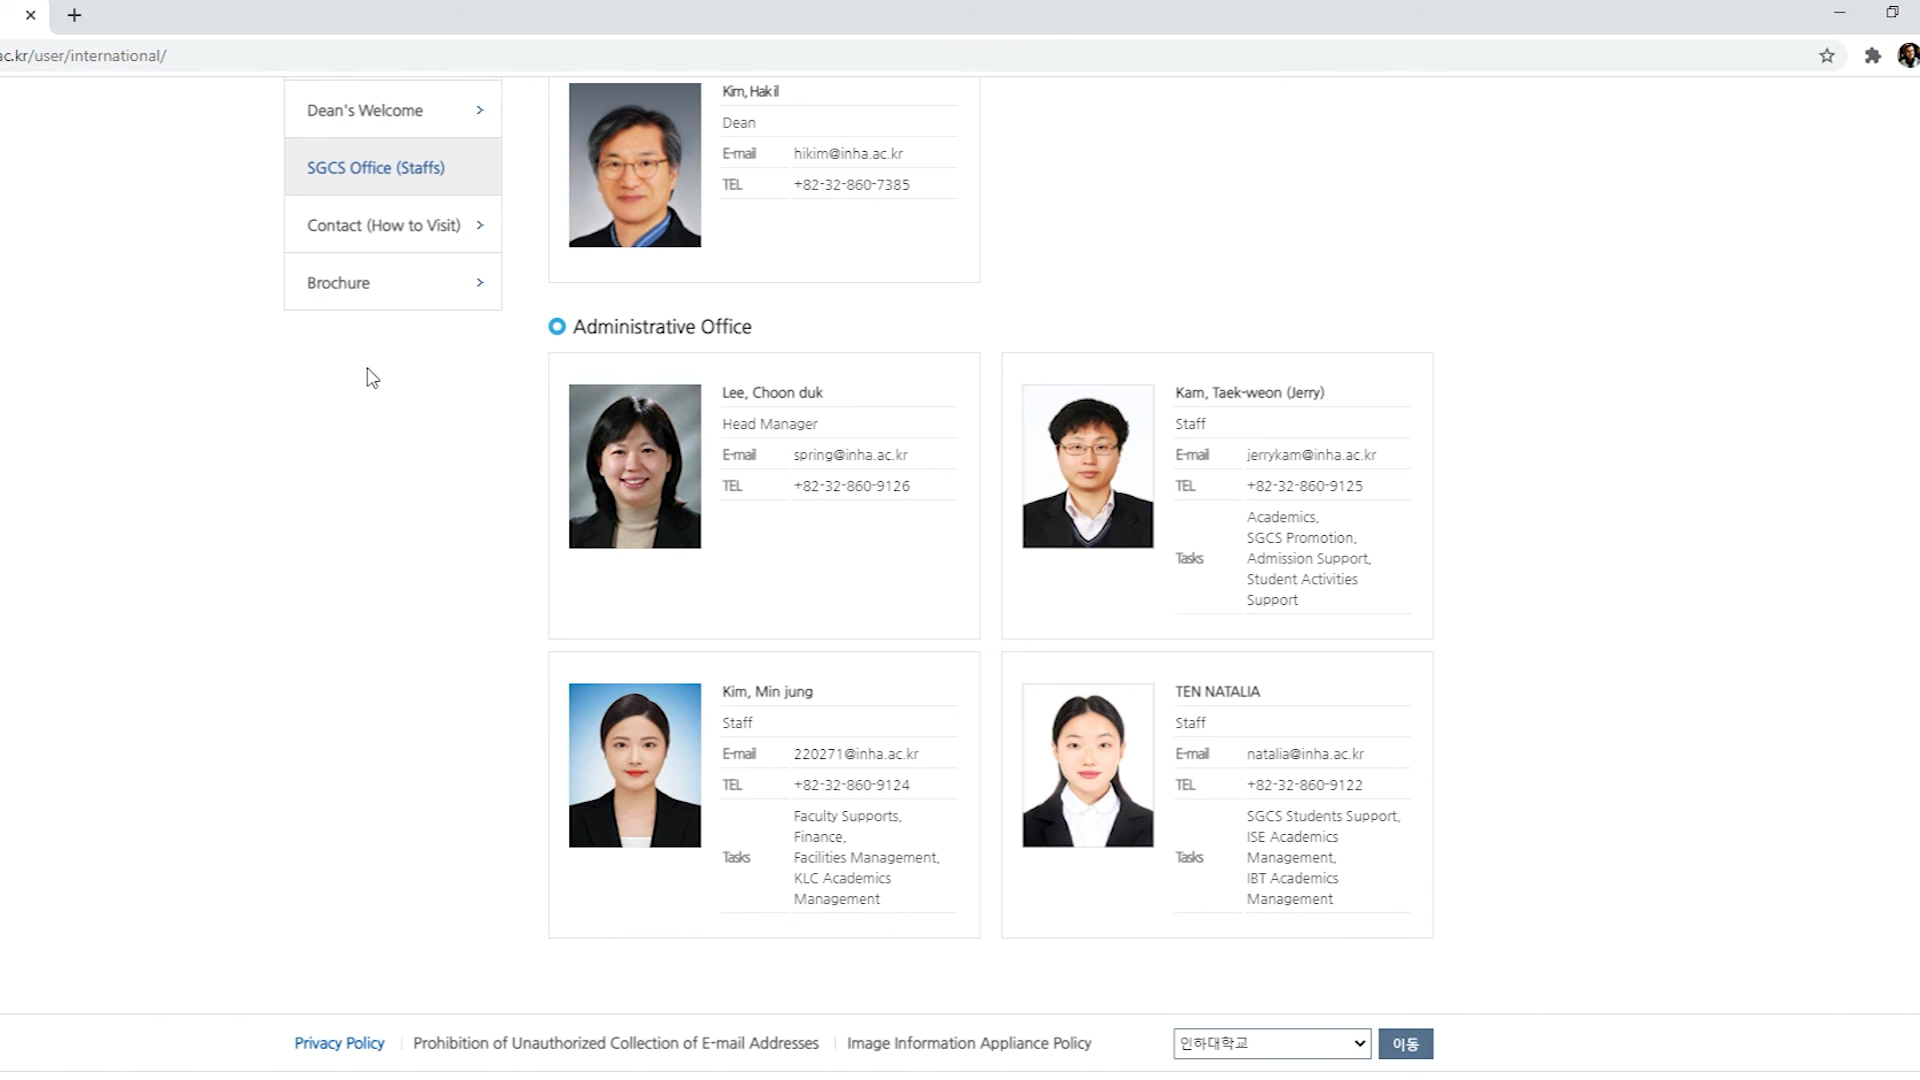 ac.kr/user/international/
Dean's Welcome
SGCS Office (Staffs)
Contact (How to Visit)
Brochure
Kim, Hak il
Dean
E-mail hikim@inha.ac.kr
TEL +82-32-860-7385
Administrative Office
Lee, Choon duk
Head Manager
E-mail spring@inha.ac.kr
TEL +82-32-860-9126
Kam, Taek-weon (Jerry)
Staff
E-mail jerrykam@inha.ac.kr
TEL +82-32-860-9125
Academics,
SGCS Promotion,
Tasks Admission Support,
Student Activities
Support
Kim, Min jung
Staff
E-mail 220271@inha.ac.kr
TEL +82-32-860-9124
Faculty Supports,
Finance,
Tasks Facilities Management,
KLC Academics
Management
TEN NATALIA
Staff
E-mail natalia@inha.ac.kr
TEL +82-32-860-9122
SGCS Students Support,
ISE Academics
Tasks Management,
IBT Academics
Management
Privacy Policy Prohibition of Unauthorized Collection of E-mail Addresses Image Information Appliance Policy 인하대학교 이동